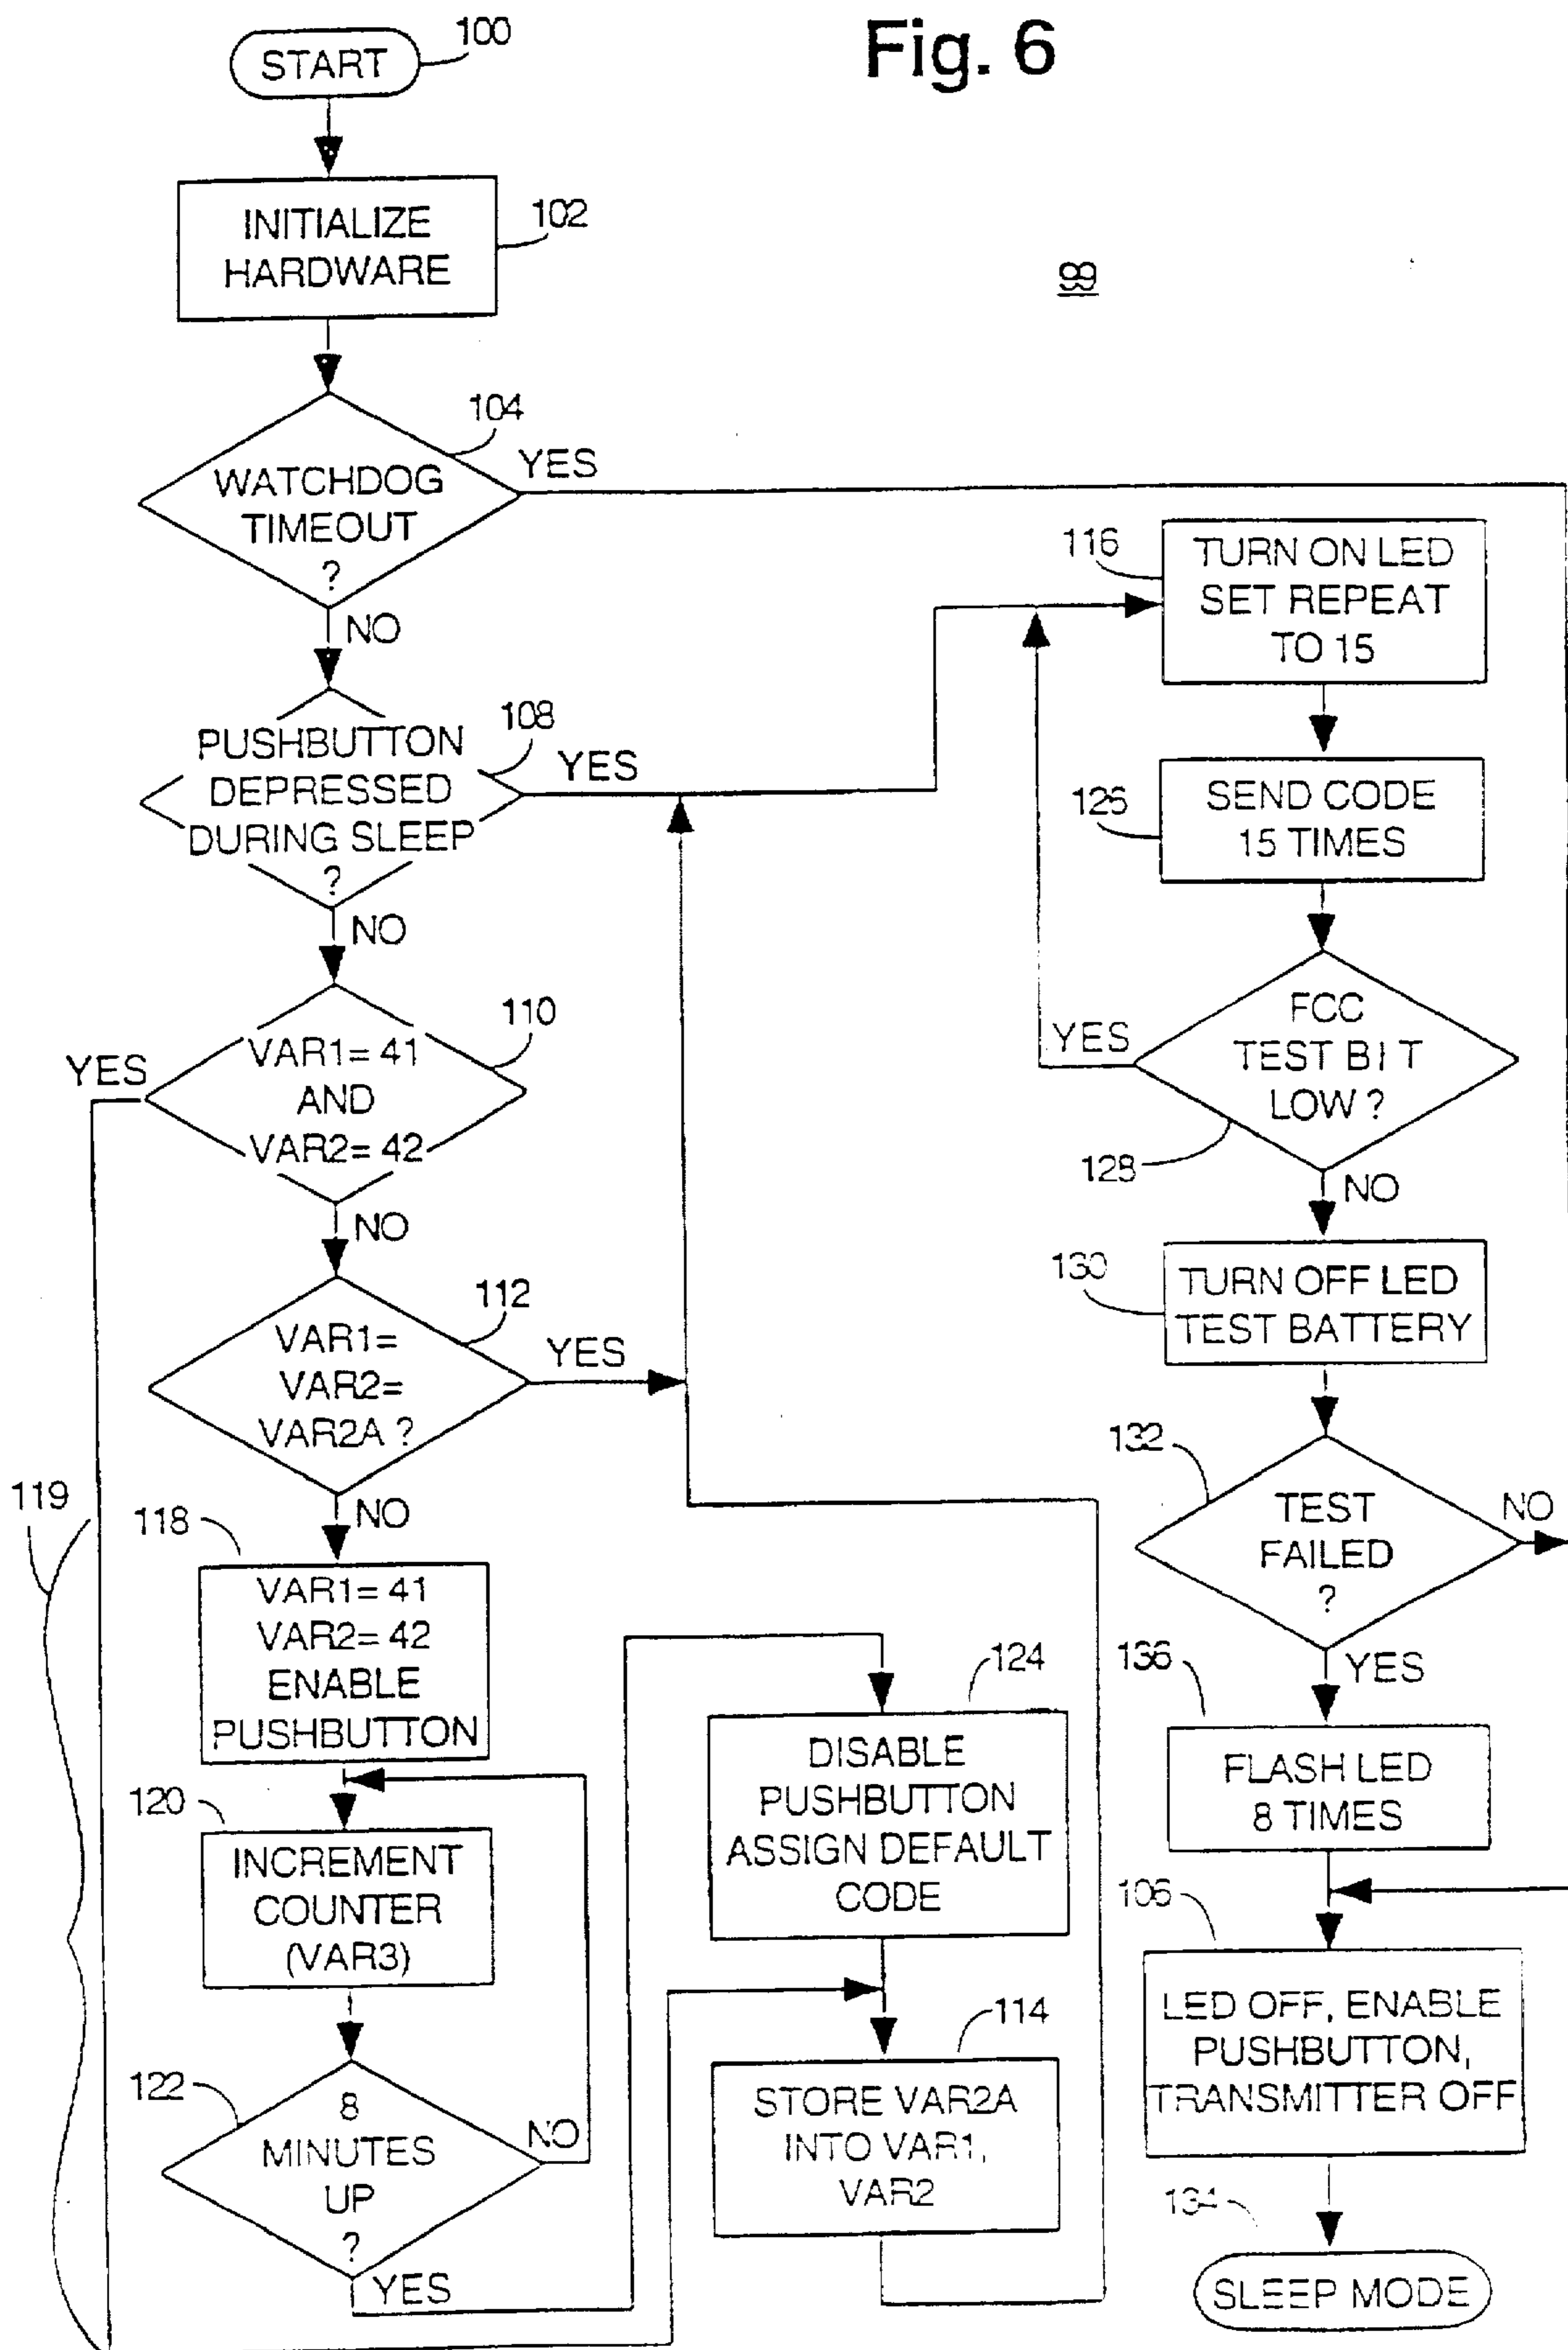 Fig. 6
START
100
INITIALIZE
HARDWARE
102
99
104
WATCHDOG
TIMEOUT
?
YES
NO
PUSHBUTTON
DEPRESSED
DURING SLEEP
?
108
YES
NO
110
VAR1= 41
AND
VAR2= 42
YES
NO
112
VAR1=
VAR2=
VAR2A ?
YES
NO
119
118
VAR1= 41
VAR2= 42
ENABLE
PUSHBUTTON
120
INCREMENT
COUNTER
(VAR3)
122
8
MINUTES
UP
?
NO
YES
124
DISABLE
PUSHBUTTON
ASSIGN DEFAULT
CODE
114
STORE VAR2A
INTO VAR1,
VAR2
116
TURN ON LED
SET REPEAT
TO 15
126
SEND CODE
15 TIMES
FCC
TEST BIT
LOW ?
YES
128
NO
130
TURN OFF LED
TEST BATTERY
132
TEST
FAILED
?
NO
YES
136
FLASH LED
8 TIMES
106
LED OFF, ENABLE
PUSHBUTTON,
TRANSMITTER OFF
134
SLEEP MODE